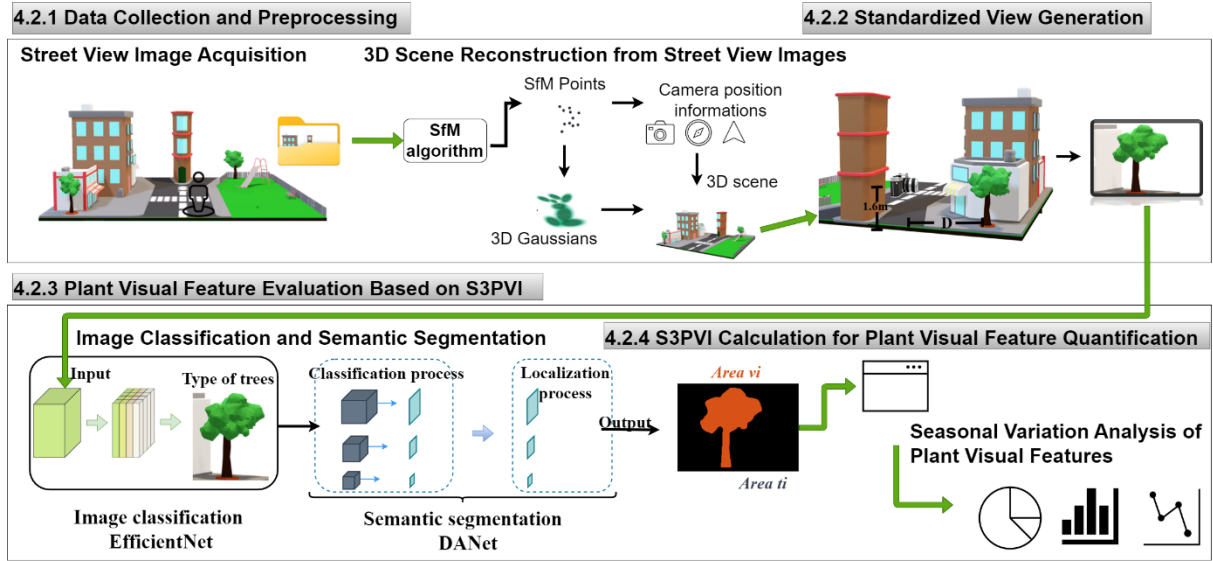 4.2.1 Data Collection and Preprocessing
4.2.2 Standardized View Generation
Street View Image Acquisition
3D Scene Reconstruction from Street View Images
SfM Points
Camera position
informations
SfM
algorithm
3D scene
3D Gaussians
1.6m
D
4.2.3 Plant Visual Feature Evaluation Based on S3PVI
Image Classification and Semantic Segmentation
4.2.4 S3PVI Calculation for Plant Visual Feature Quantification
Input
Type of trees
Classification process
Localization
process
Output
Area vi
Area ti
Seasonal Variation Analysis of
Plant Visual Features
Image classification
EfficientNet
Semantic segmentation
DANet